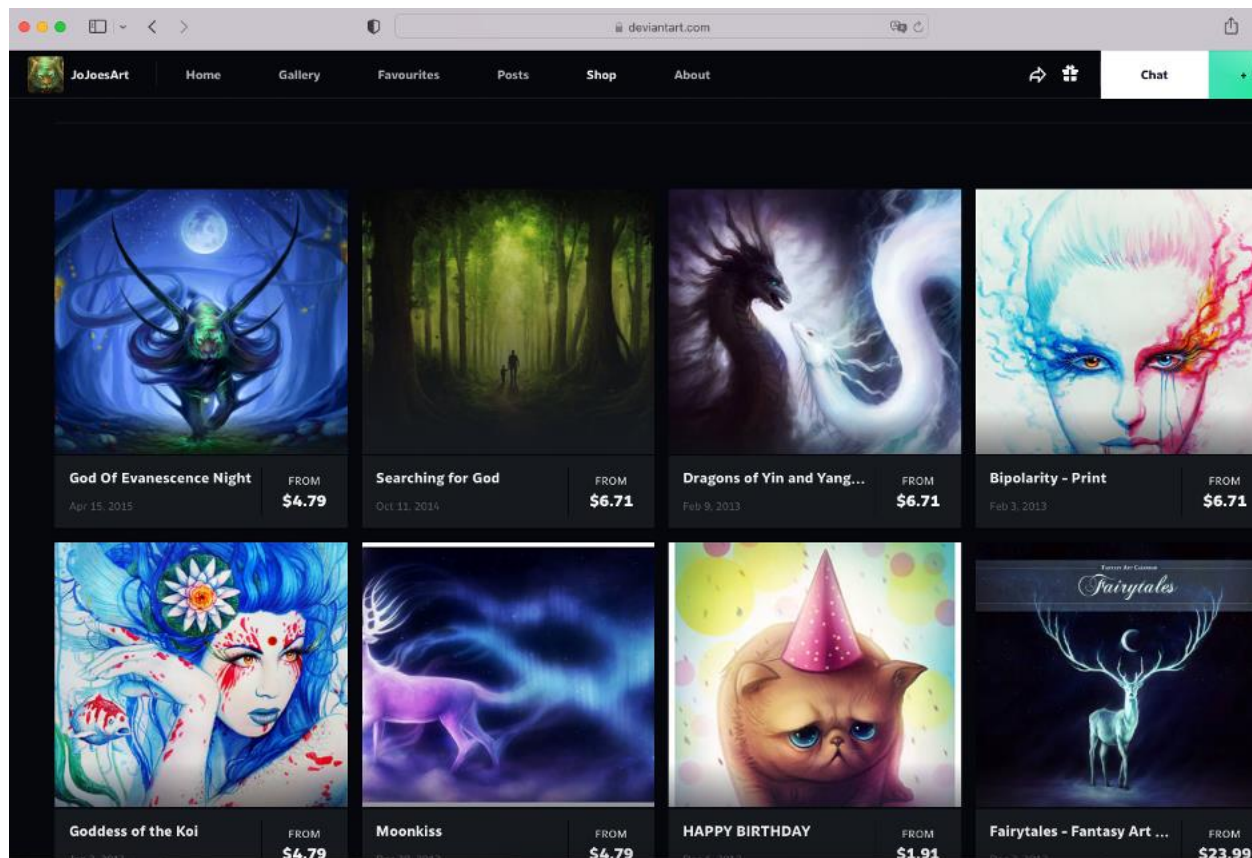 deviantart.com
JoJoesArt Home Gallery Favourites Posts Shop About Chat +
God Of Evanescence Night FROM
Apr 15, 2015 $4.79
Searching for God FROM
Oct 11, 2014 $6.71
Dragons of Yin and Yang... FROM
Feb 9, 2013 $6.71
Bipolarity - Print FROM
Feb 3, 2013 $6.71
Fantasy Art Calendar
Fairytales
Goddess of the Koi FROM
$4.79
Moonkiss FROM
$4.79
HAPPY BIRTHDAY FROM
$1.91
Fairytales - Fantasy Art ... FROM
$23.99